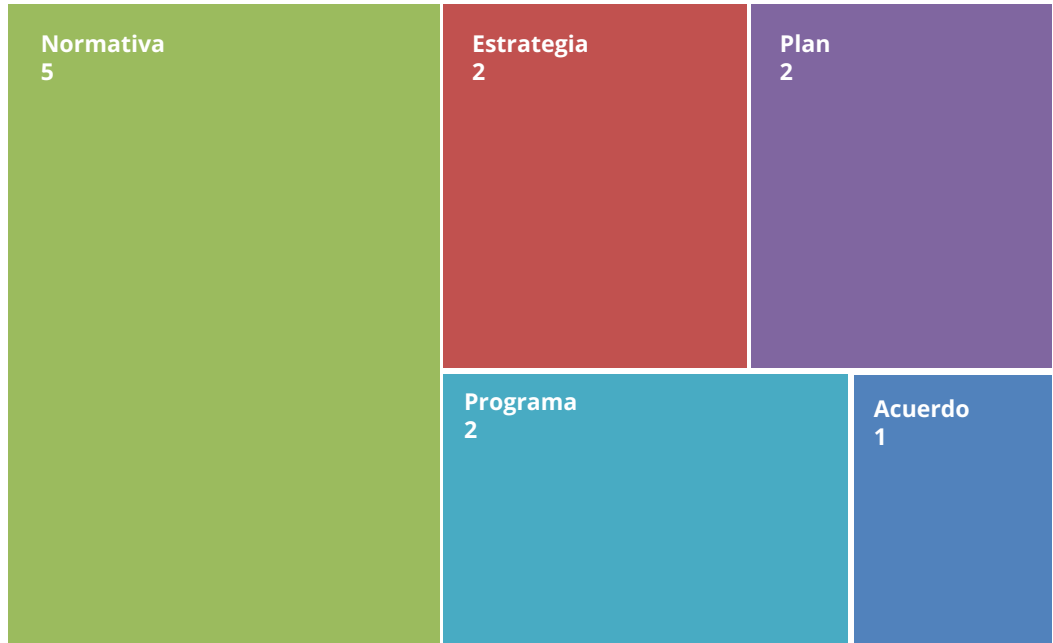 Normativa
5
Estrategia
2
Plan
2
Programa
2
Acuerdo
1